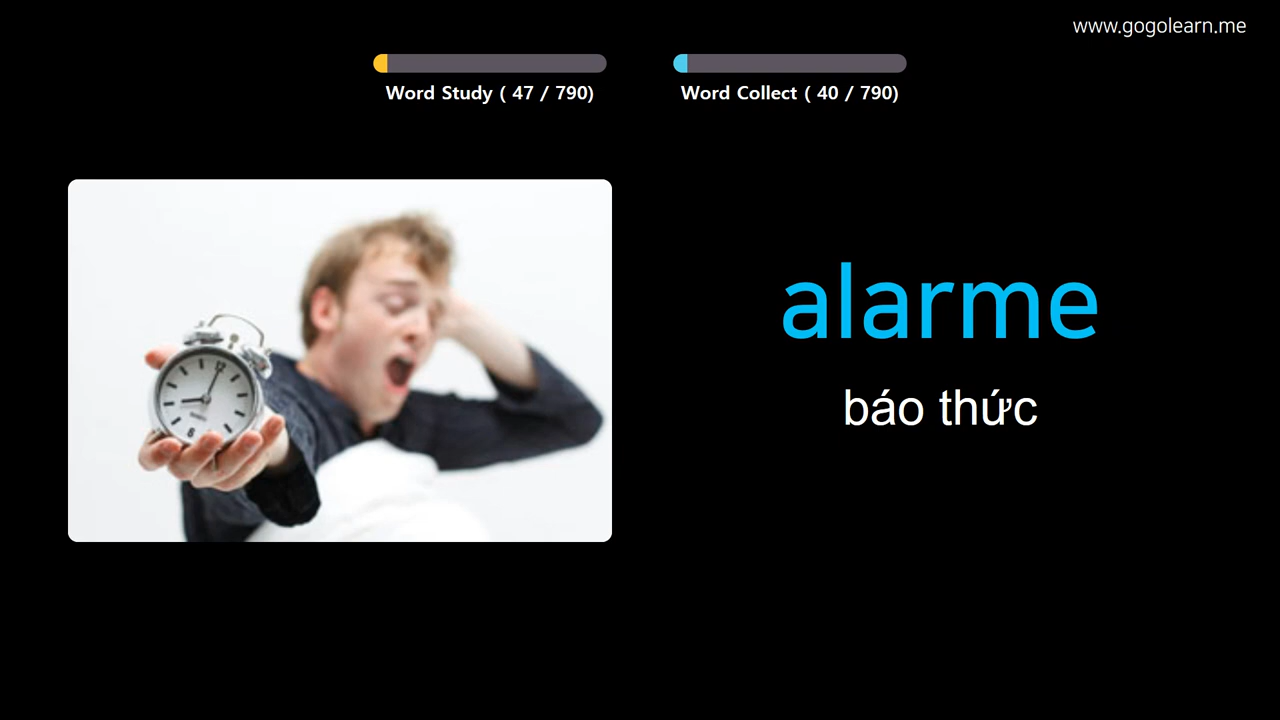 www.gogolearn.me
Word Study ( 47 / 790)
Word Collect ( 40 / 790)
alarme
báo thức